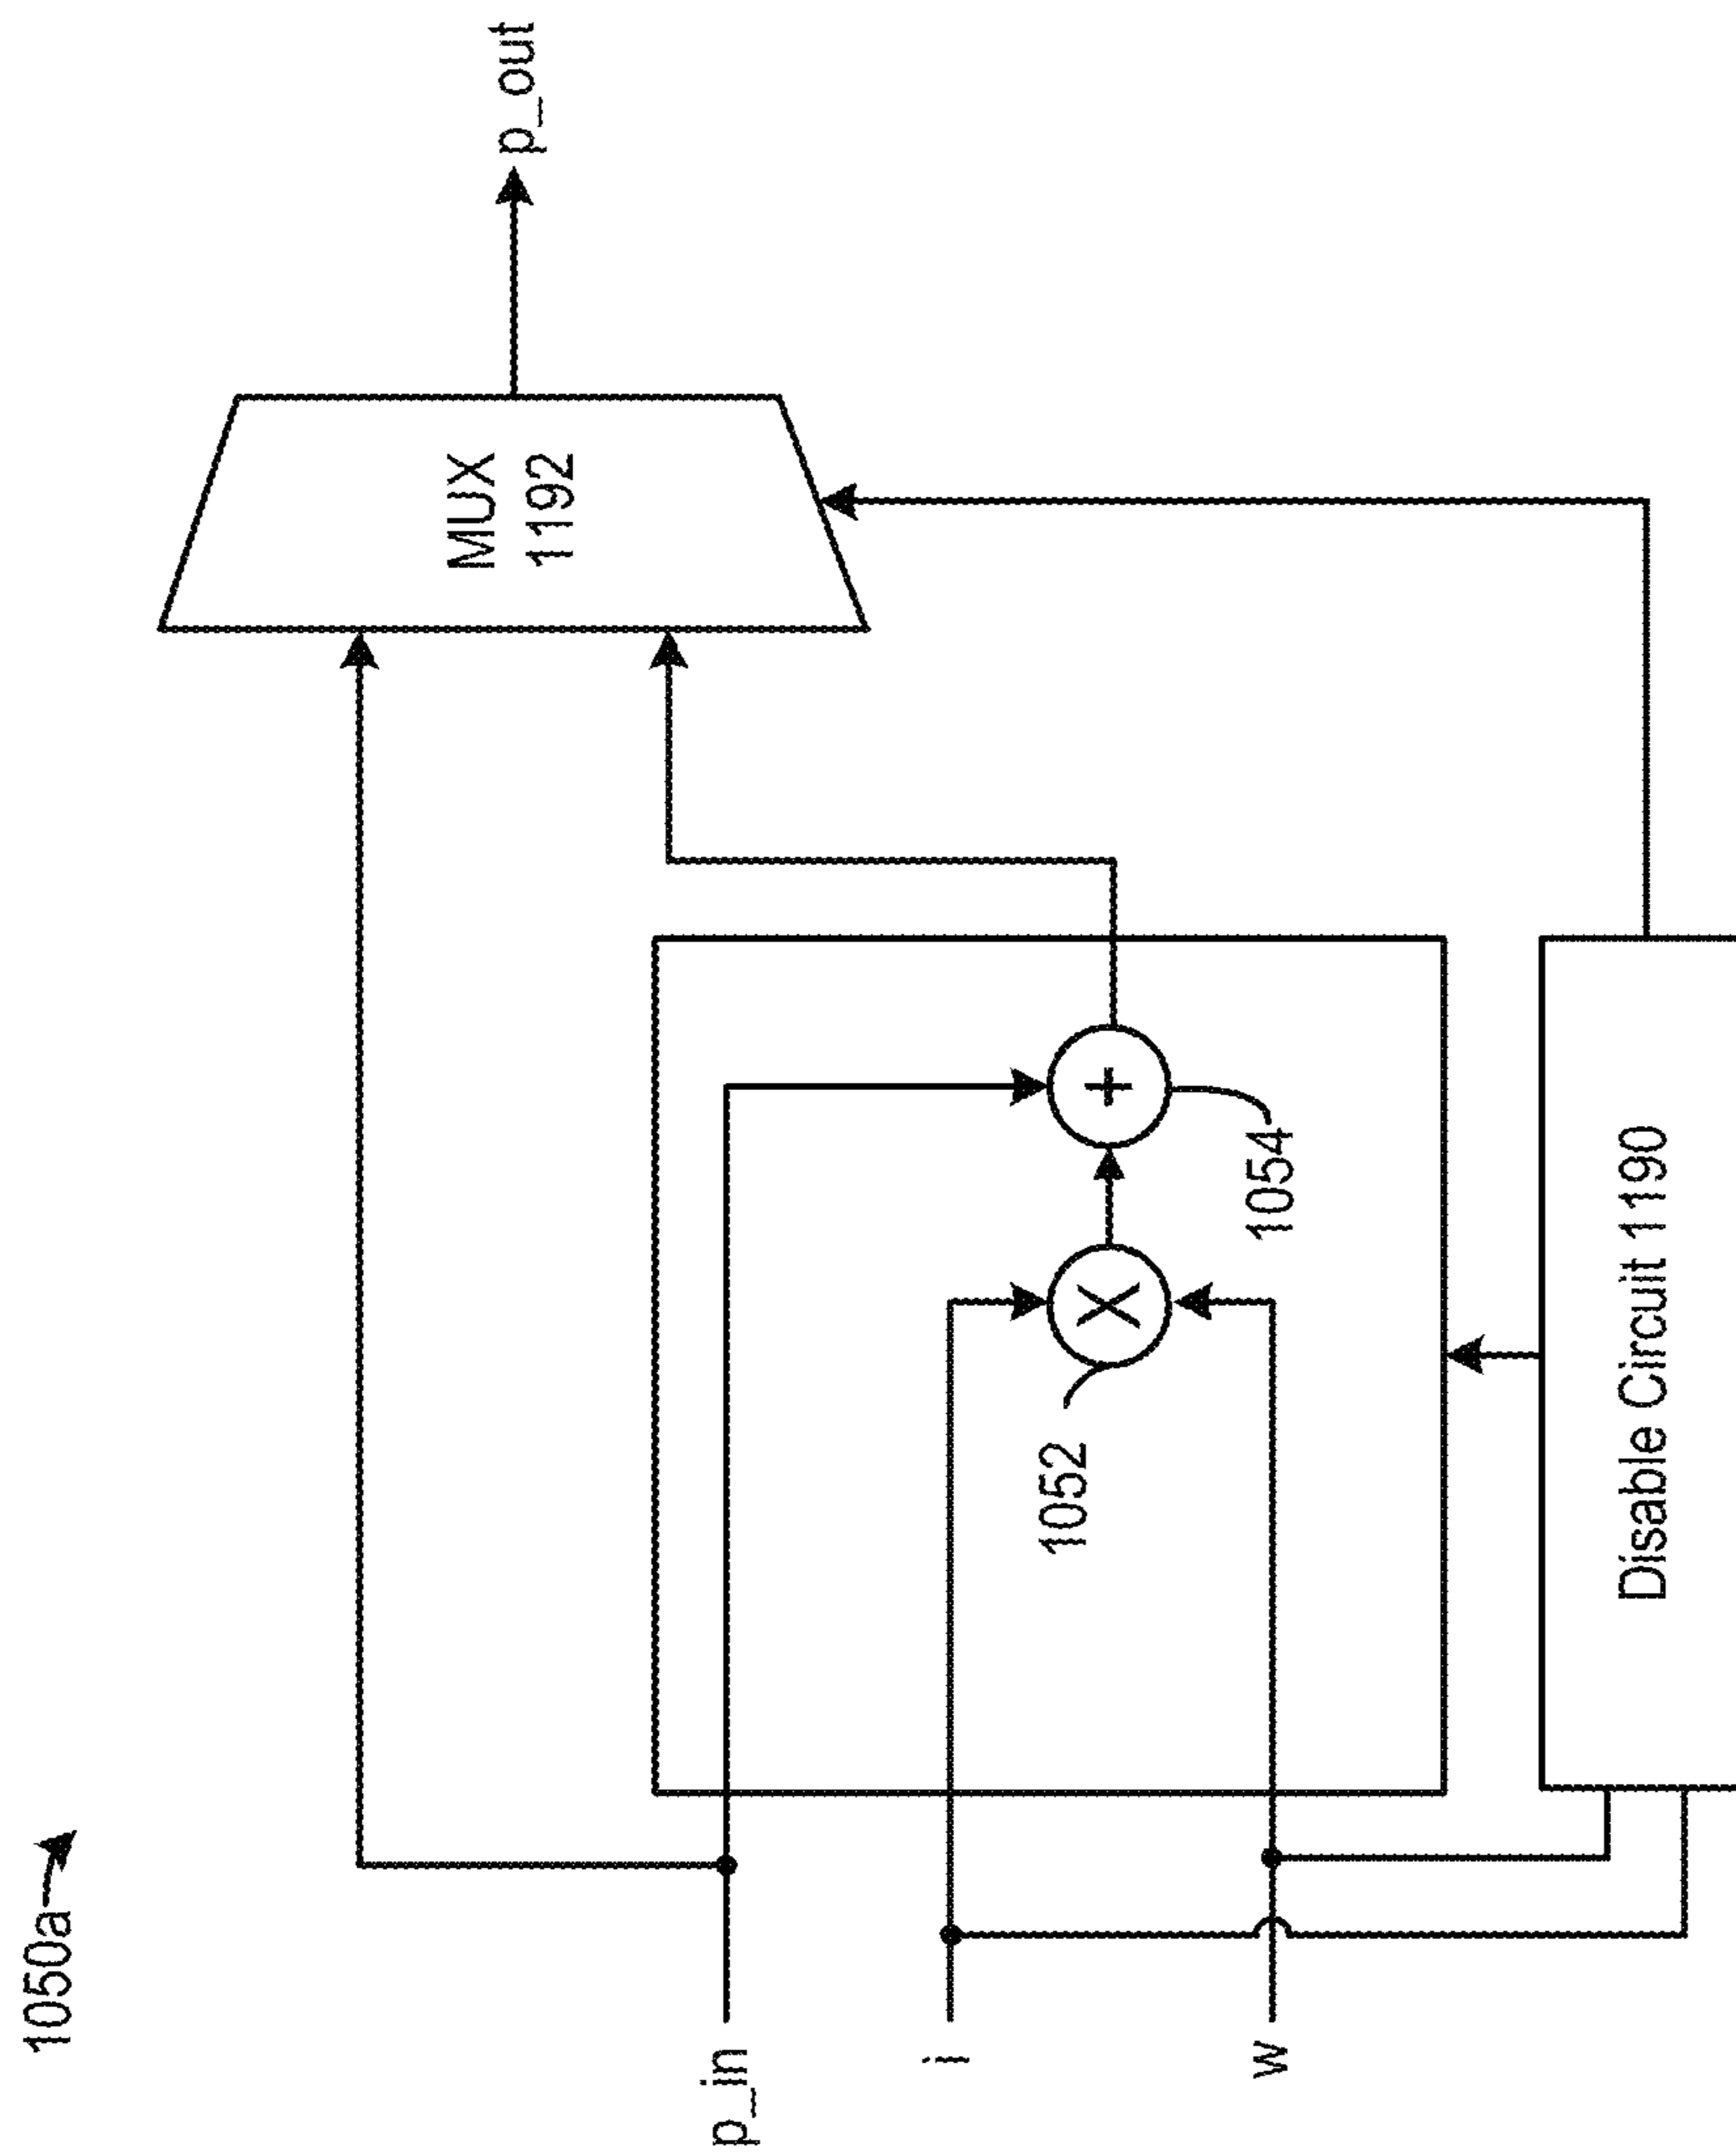 1050a
p_out
MUX
1192
p_in
i
w
X
+
1052
1054
Disable Circuit 1190